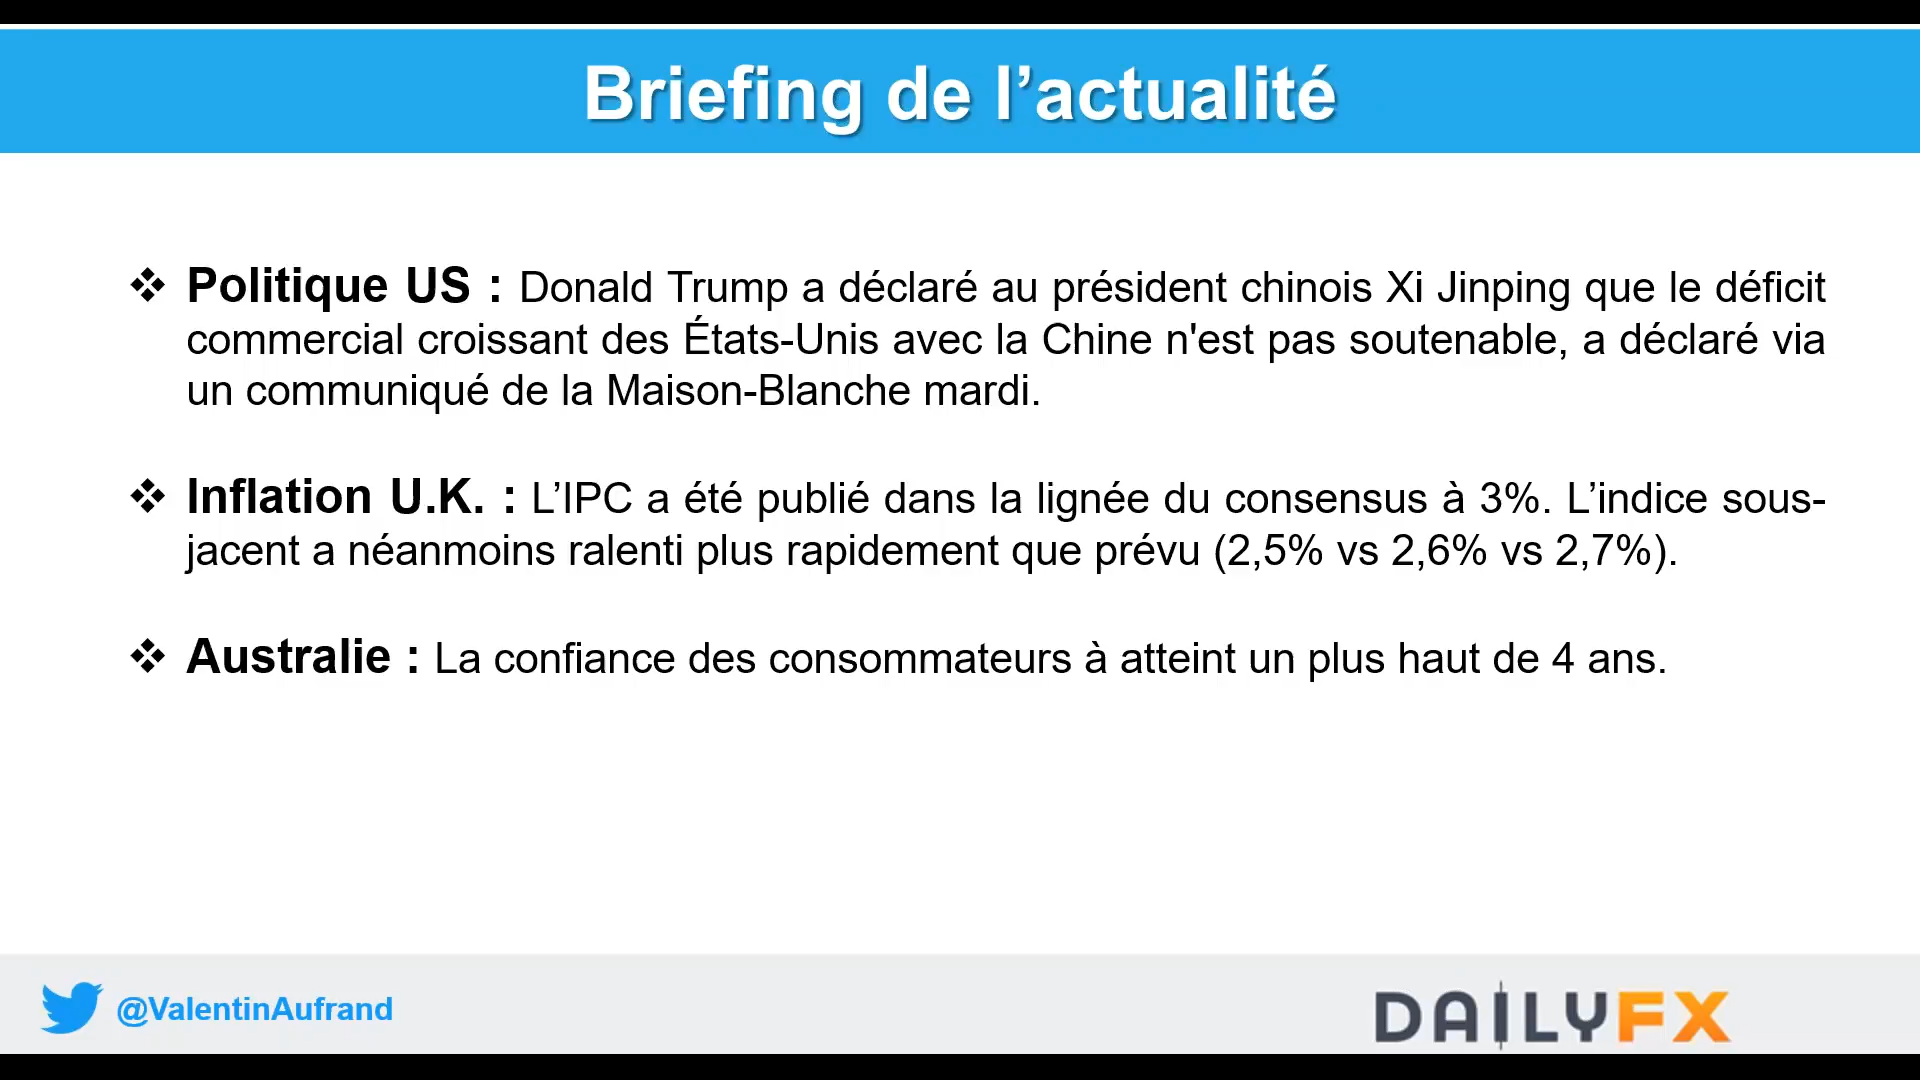 Briefing de l’actualité
❖ Politique US : Donald Trump a déclaré au président chinois Xi Jinping que le déficit
commercial croissant des États-Unis avec la Chine n'est pas soutenable, a déclaré via
un communiqué de la Maison-Blanche mardi.
❖ Inflation U.K. : L’IPC a été publié dans la lignée du consensus à 3%. L’indice sous-
jacent a néanmoins ralenti plus rapidement que prévu (2,5% vs 2,6% vs 2,7%).
❖ Australie : La confiance des consommateurs à atteint un plus haut de 4 ans.
@ValentinAufrand
DAILYFX